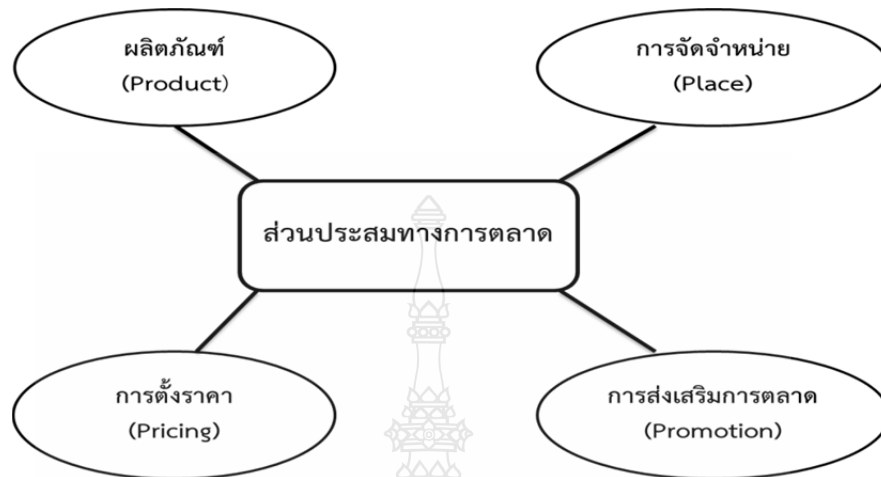 ผลิตภัณฑ์
(Product)
การจัดจำหน่าย
(Place)
ส่วนประสมทางการตลาด
การตั้งราคา
(Pricing)
การส่งเสริมการตลาด
(Promotion)